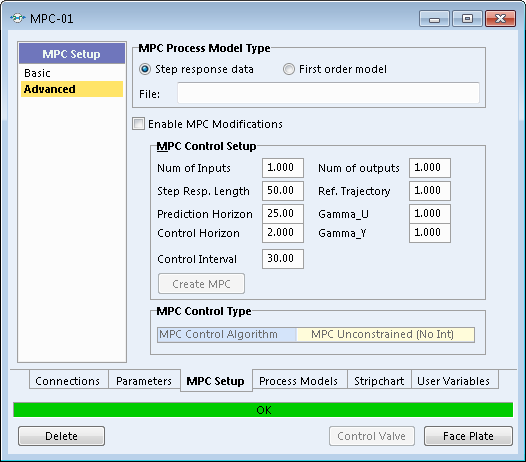 MPC-01
MPC Setup
Basic
Advanced
MPC Process Model Type
Step response data
First order model
File:
Enable MPC Modifications
MPC Control Setup
Num of Inputs 1.000 Num of outputs 1.000
Step Resp. Length 50.00 Ref. Trajectory 1.000
Prediction Horizon 25.00 Gamma_U 1.000
Control Horizon 2.000 Gamma_Y 1.000
Control Interval 30.00
Create MPC
MPC Control Type
MPC Control Algorithm MPC Unconstrained (No Int)
Connections Parameters MPC Setup Process Models Stripchart User Variables
OK
Delete Control Valve Face Plate